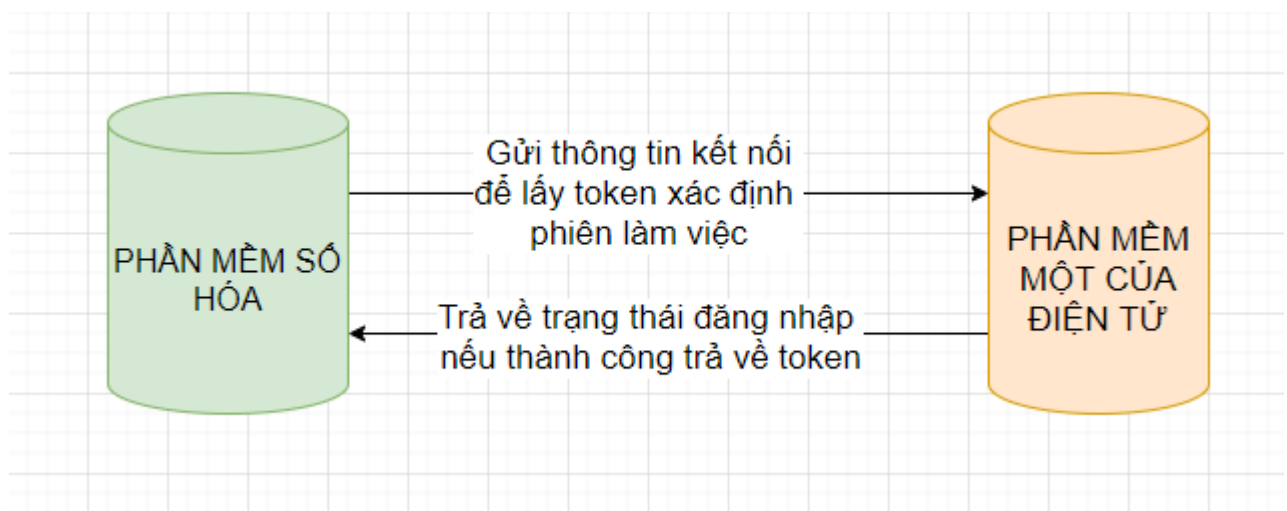 PHẦN MỀM SỐ
HÓA
Gửi thông tin kết nối
để lấy token xác định
phiên làm việc
Trả về trạng thái đăng nhập
nếu thành công trả về token
PHẦN MỀM
MỘT CỦA
ĐIỆN TỬ